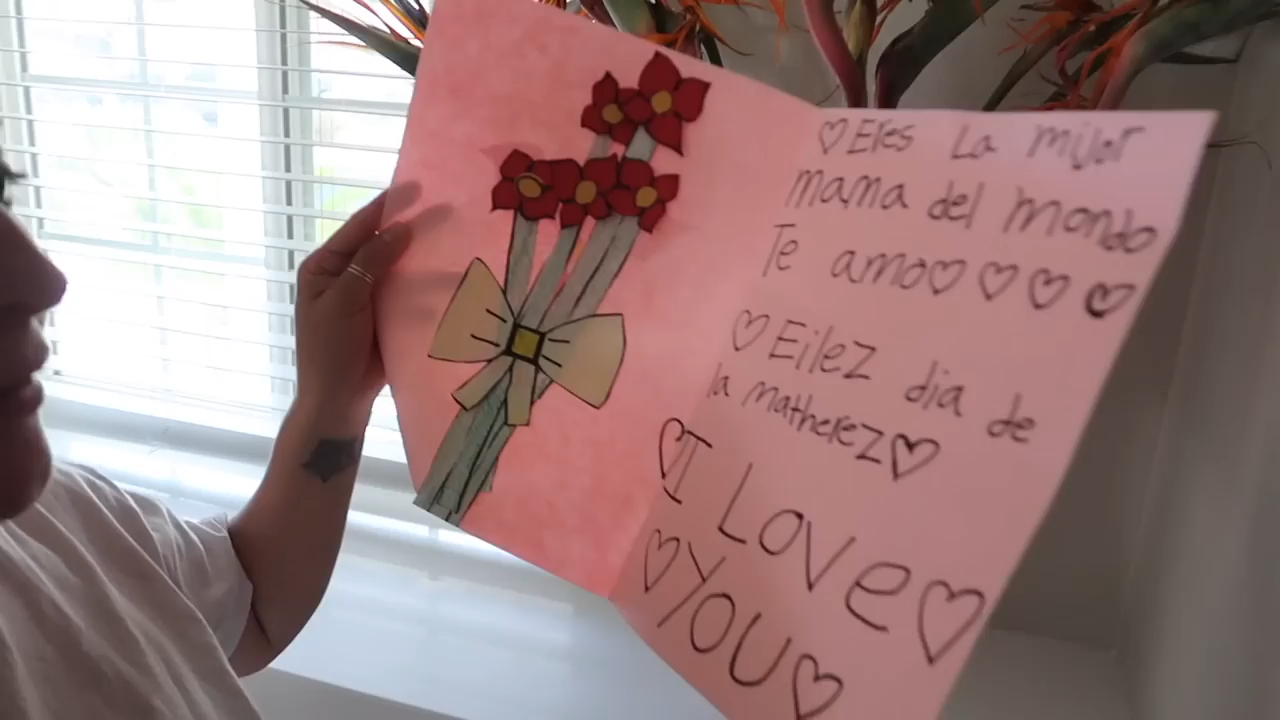 ♡Eres La mijor
mama del mondo
Te amo♡♡♡♡
♡Eilez dia de
la matherez♡
♡I Love♡
♡YOU♡